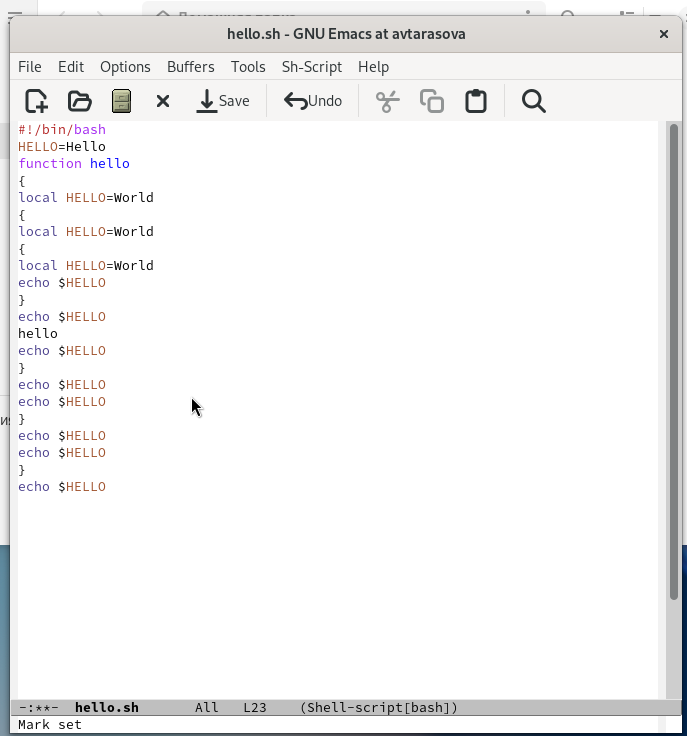 hello.sh - GNU Emacs at avtarasova
File Edit Options Buffers Tools Sh-Script Help
Save Undo
#!/bin/bash
HELLO=Hello
function hello
{
local HELLO=World
{
local HELLO=World
{
local HELLO=World
echo $HELLO
}
echo $HELLO
hello
echo $HELLO
}
echo $HELLO
echo $HELLO
}
echo $HELLO
echo $HELLO
}
echo $HELLO
-:**- hello.sh All L23 (Shell-script[bash])
Mark set